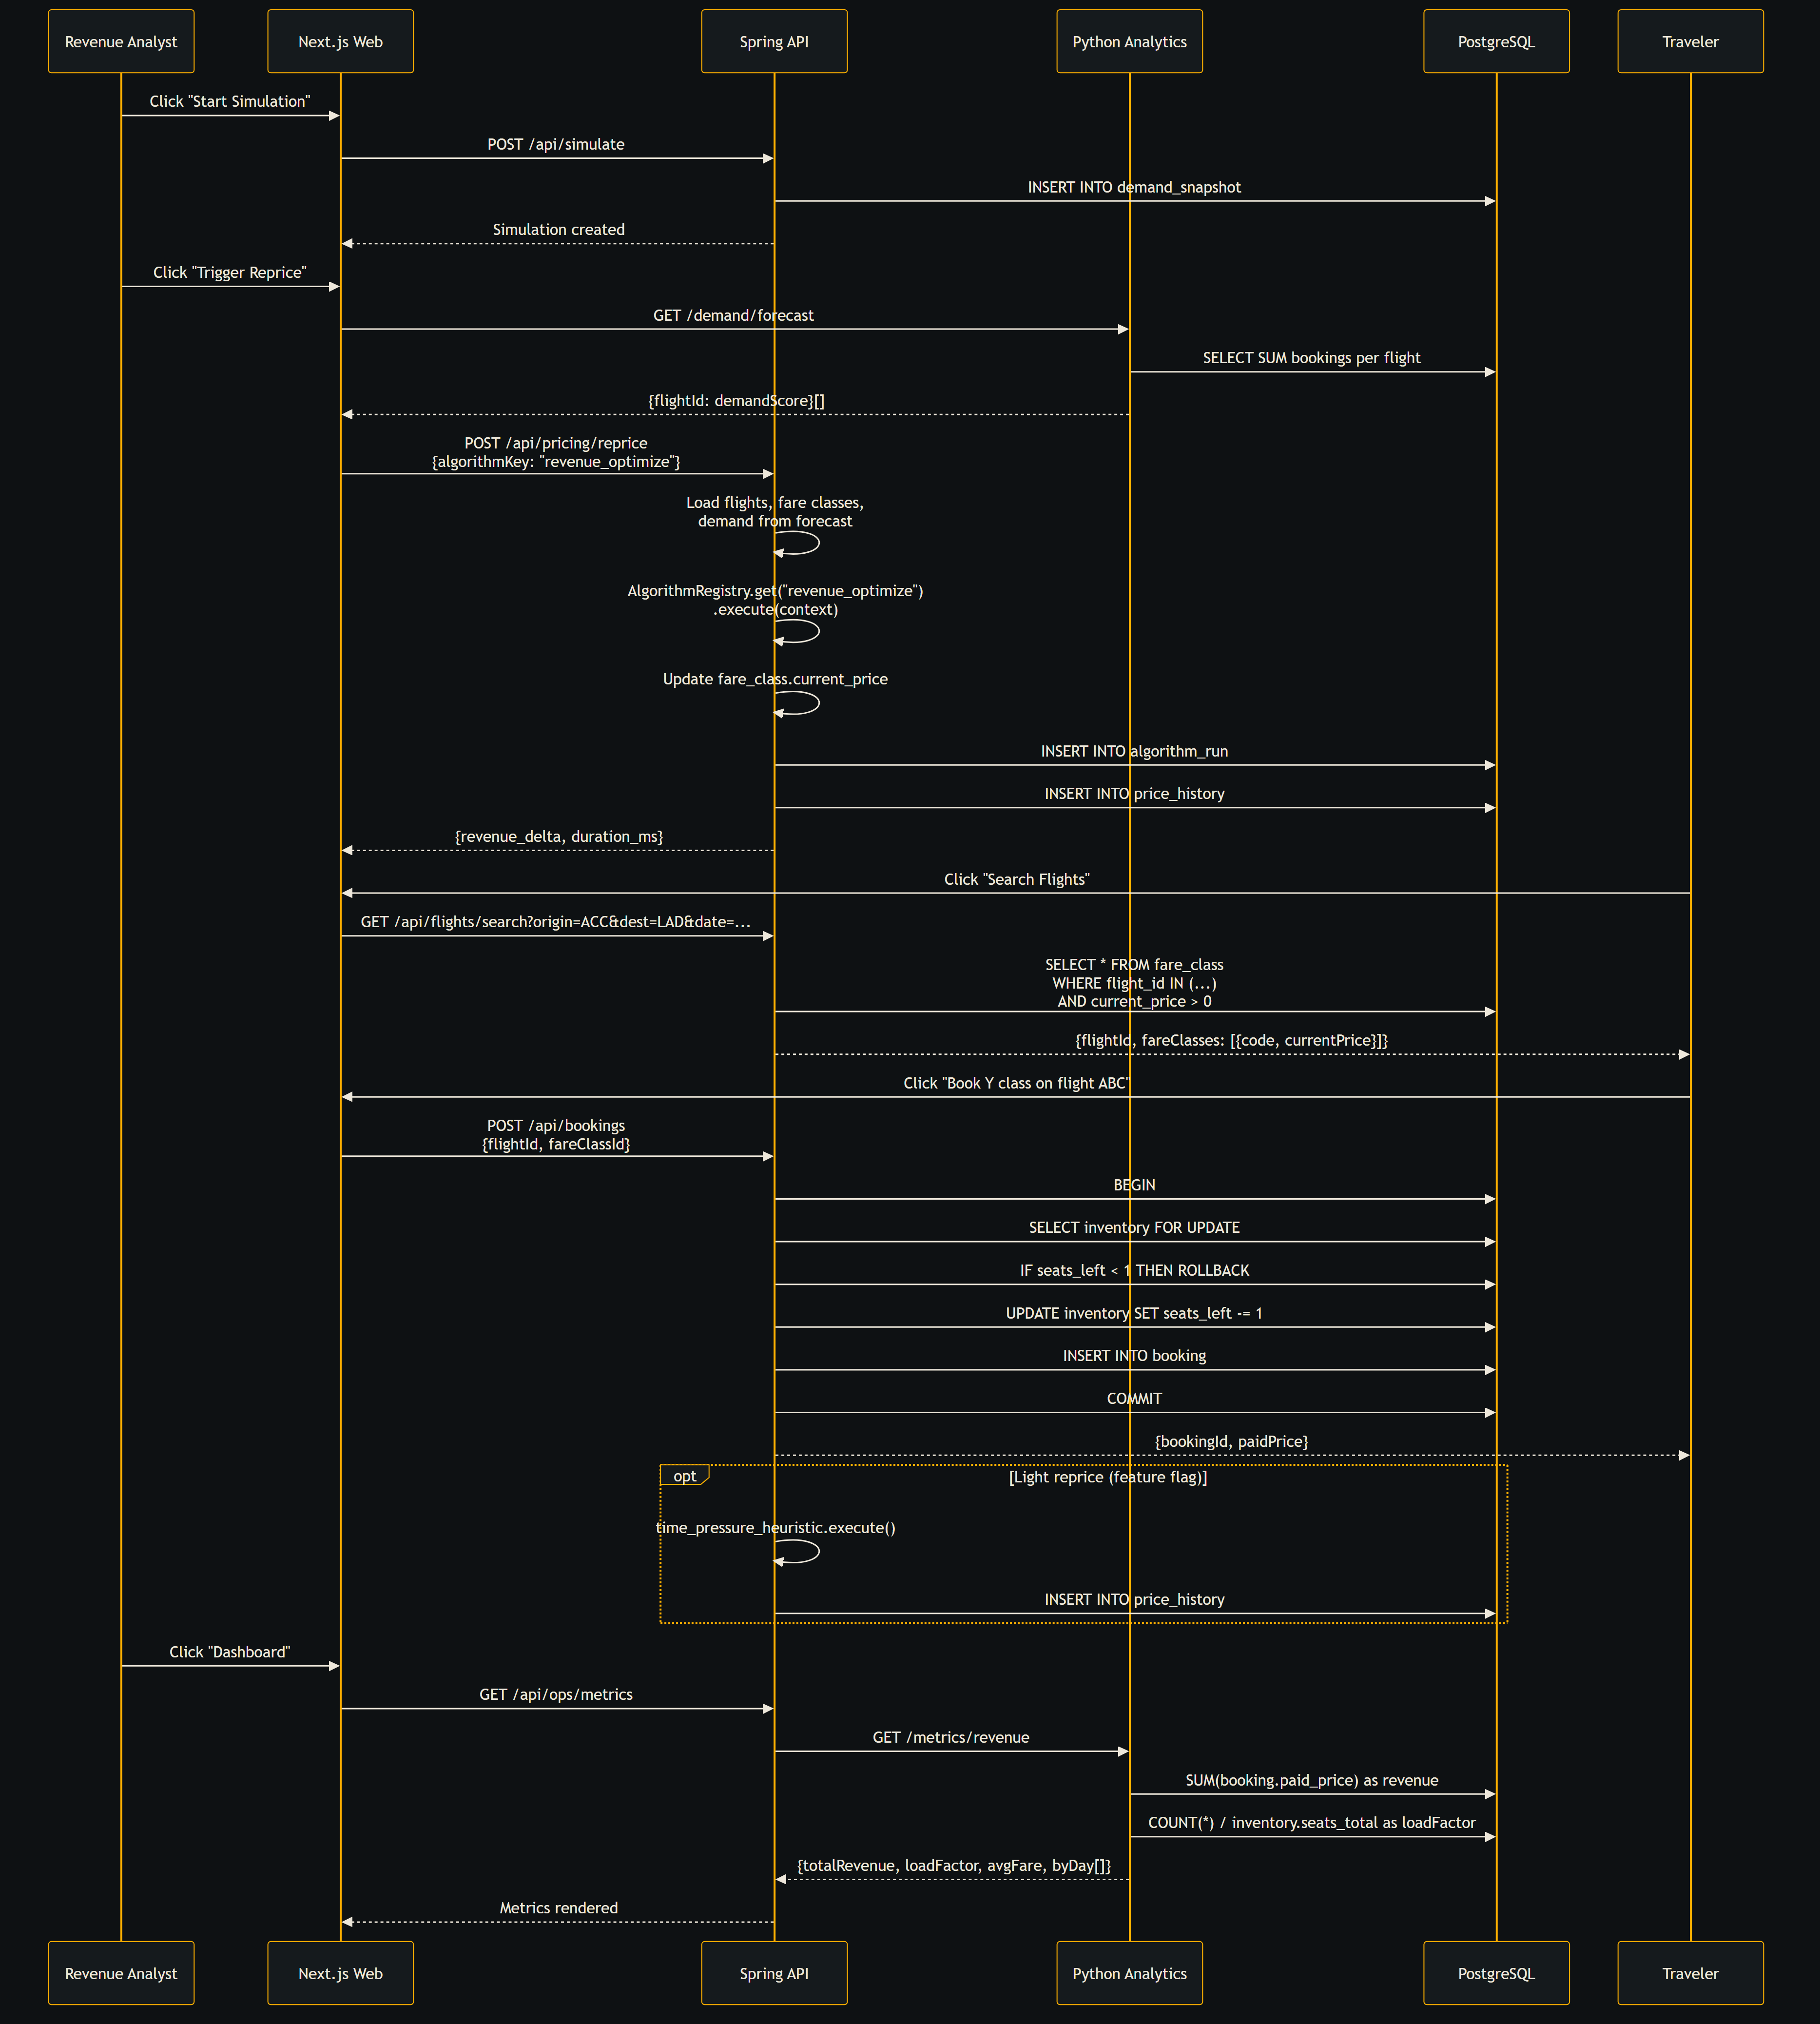 Revenue Analyst
Next.js Web
Spring API
Python Analytics
PostgreSQL
Traveler
Click "Start Simulation"
POST /api/simulate
INSERT INTO demand_snapshot
Simulation created
Click "Trigger Reprice"
GET /demand/forecast
SELECT SUM bookings per flight
{flightId: demandScore}[]
POST /api/pricing/reprice
{algorithmKey: "revenue_optimize"}
Load flights, fare classes,
demand from forecast
AlgorithmRegistry.get("revenue_optimize")
.execute(context)
Update fare_class.current_price
INSERT INTO algorithm_run
INSERT INTO price_history
{revenue_delta, duration_ms}
Click "Search Flights"
GET /api/flights/search?origin=ACC&dest=LAD&date=...
SELECT * FROM fare_class
WHERE flight_id IN (...)
AND current_price > 0
{flightId, fareClasses: [{code, currentPrice}]}
Click "Book Y class on flight ABC"
POST /api/bookings
{flightId, fareClassId}
BEGIN
SELECT inventory FOR UPDATE
IF seats_left < 1 THEN ROLLBACK
UPDATE inventory SET seats_left -= 1
INSERT INTO booking
COMMIT
{bookingId, paidPrice}
opt
[Light reprice (feature flag)]
time_pressure_heuristic.execute()
INSERT INTO price_history
Click "Dashboard"
GET /api/ops/metrics
GET /metrics/revenue
SUM(booking.paid_price) as revenue
COUNT(*) / inventory.seats_total as loadFactor
{totalRevenue, loadFactor, avgFare, byDay[]}
Metrics rendered
Revenue Analyst
Next.js Web
Spring API
Python Analytics
PostgreSQL
Traveler